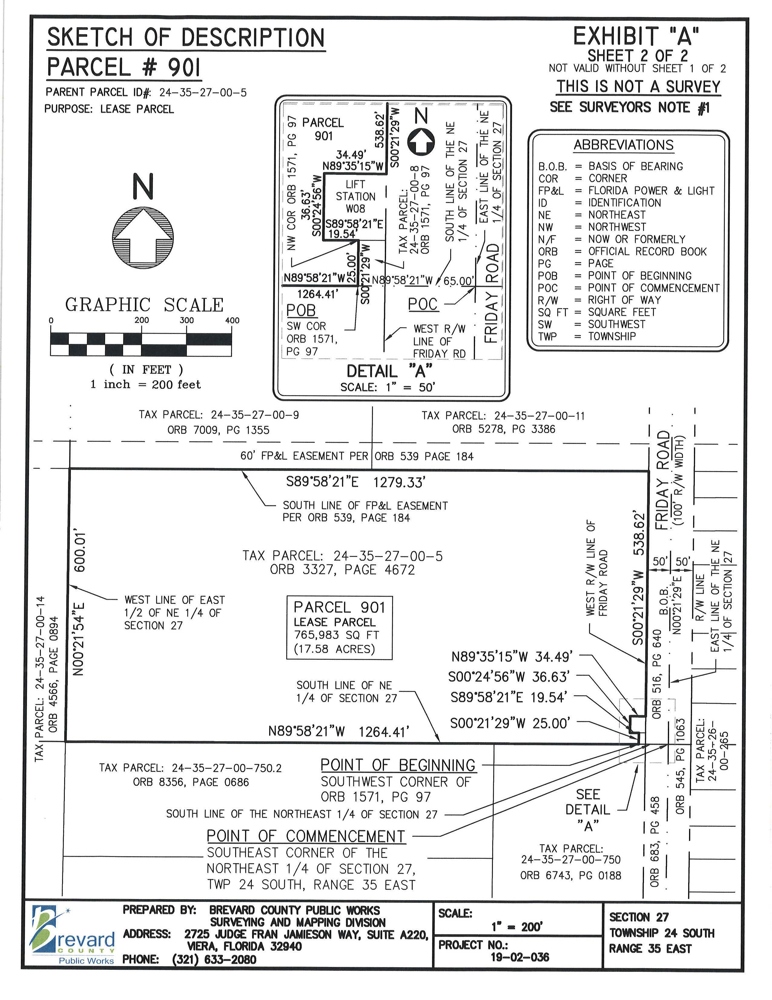 SKETCH OF DESCRIPTION
PARCEL # 901
PARENT PARCEL ID#: 24-35-27-00-5
PURPOSE: LEASE PARCEL
EXHIBIT "A"
SHEET 2 OF 2
NOT VALID WITHOUT SHEET 1 OF 2
THIS IS NOT A SURVEY
SEE SURVEYORS NOTE #1
N
GRAPHIC SCALE
0 200 300 400
( IN FEET )
1 inch = 200 feet
PARCEL
901
NW COR ORB 1571, PG 97
538.62'
S00°21'29"W
N
34.49'
N89°35'15"W
36.63'
S00°24'56"W
LIFT
STATION
W08
S89°58'21"E
19.54'
TAX PARCEL:
24-35-27-00-8
ORB 1571, PG 97
SOUTH LINE OF THE NE
1/4 OF SECTION 27
EAST LINE OF THE NE
1/4 OF SECTION 27
25.00'
S00°21'29"W
N89°58'21"W
1264.41'
N89°58'21"W 65.00'
FRIDAY ROAD
POB
SW COR
ORB 1571,
PG 97
POC
WEST R/W
LINE OF
FRIDAY RD
DETAIL "A"
SCALE: 1" = 50'
ABBREVIATIONS
B.O.B. = BASIS OF BEARING
COR = CORNER
FP&L = FLORIDA POWER & LIGHT
ID = IDENTIFICATION
NE = NORTHEAST
NW = NORTHWEST
N/F = NOW OR FORMERLY
ORB = OFFICIAL RECORD BOOK
PG = PAGE
POB = POINT OF BEGINNING
POC = POINT OF COMMENCEMENT
R/W = RIGHT OF WAY
SQ FT = SQUARE FEET
SW = SOUTHWEST
TWP = TOWNSHIP
TAX PARCEL: 24-35-27-00-9
ORB 7009, PG 1355
TAX PARCEL: 24-35-27-00-11
ORB 5278, PG 3386
60' FP&L EASEMENT PER ORB 539 PAGE 184
S89°58'21"E 1279.33'
SOUTH LINE OF FP&L EASEMENT
PER ORB 539, PAGE 184
FRIDAY ROAD
(100' R/W WIDTH)
600.01'
N00°21'54"E
TAX PARCEL: 24-35-27-00-5
ORB 3327, PAGE 4672
WEST LINE OF EAST
1/2 OF NE 1/4 OF
SECTION 27
PARCEL 901
LEASE PARCEL
765,983 SQ FT
(17.58 ACRES)
TAX PARCEL: 24-35-27-00-14
ORB 4566, PAGE 0894
WEST R/W LINE OF
FRIDAY ROAD
S00°21'29"W 538.62'
50' 50'
B.O.B.
N00°21'29"E
R/W LINE
EAST LINE OF THE NE
1/4 OF SECTION 27
ORB 516, PG 640
N89°35'15"W 34.49'
S00°24'56"W 36.63'
S89°58'21"E 19.54'
S00°21'29"W 25.00'
SOUTH LINE OF NE
1/4 OF SECTION 27
N89°58'21"W 1264.41'
TAX PARCEL: 24-35-27-00-750.2
ORB 8356, PAGE 0686
POINT OF BEGINNING
SOUTHWEST CORNER OF
ORB 1571, PG 97
SOUTH LINE OF THE NORTHEAST 1/4 OF SECTION 27
POINT OF COMMENCEMENT
SOUTHEAST CORNER OF THE
NORTHEAST 1/4 OF SECTION 27,
TWP 24 SOUTH, RANGE 35 EAST
SEE
DETAIL
"A"
TAX PARCEL:
24-35-27-00-750
ORB 6743, PG 0188
ORB 683, PG 458
ORB 545, PG 1063
TAX PARCEL:
24-35-26-
00-265
Brevard
COUNTY
Public Works
PREPARED BY: BREVARD COUNTY PUBLIC WORKS
SURVEYING AND MAPPING DIVISION
ADDRESS: 2725 JUDGE FRAN JAMIESON WAY, SUITE A220,
VIERA, FLORIDA 32940
PHONE: (321) 633-2080
SCALE:
1" = 200'
PROJECT NO.:
19-02-036
SECTION 27
TOWNSHIP 24 SOUTH
RANGE 35 EAST